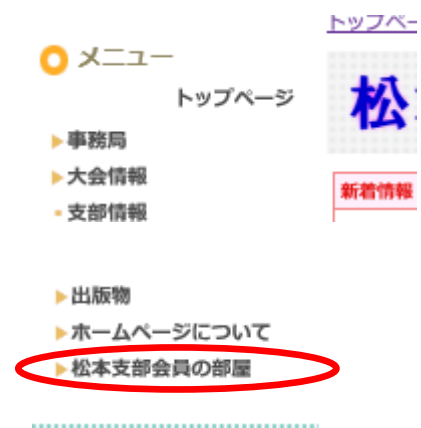 トップペー
メニュー
トップページ
松
事務局
大会情報
新着情報
支部情報
出版物
ホームページについて
松本支部会員の部屋